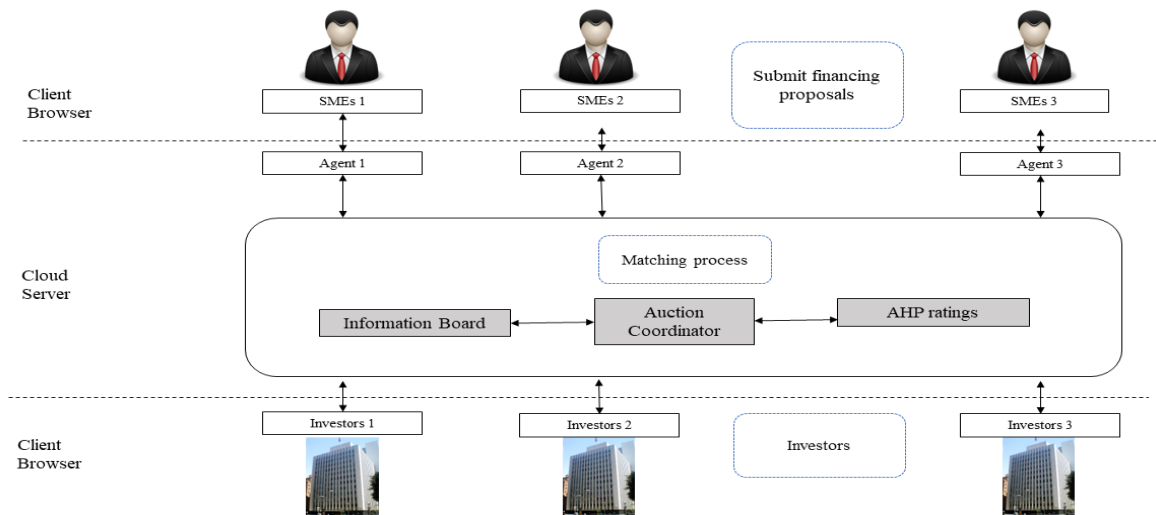 Client
Browser
SMEs 1
SMEs 2
Submit financing
proposals
SMEs 3
Agent 1
Agent 2
Agent 3
Cloud
Server
Matching process
Information Board
Auction
Coordinator
AHP ratings
Client
Browser
Investors 1
Investors 2
Investors
Investors 3